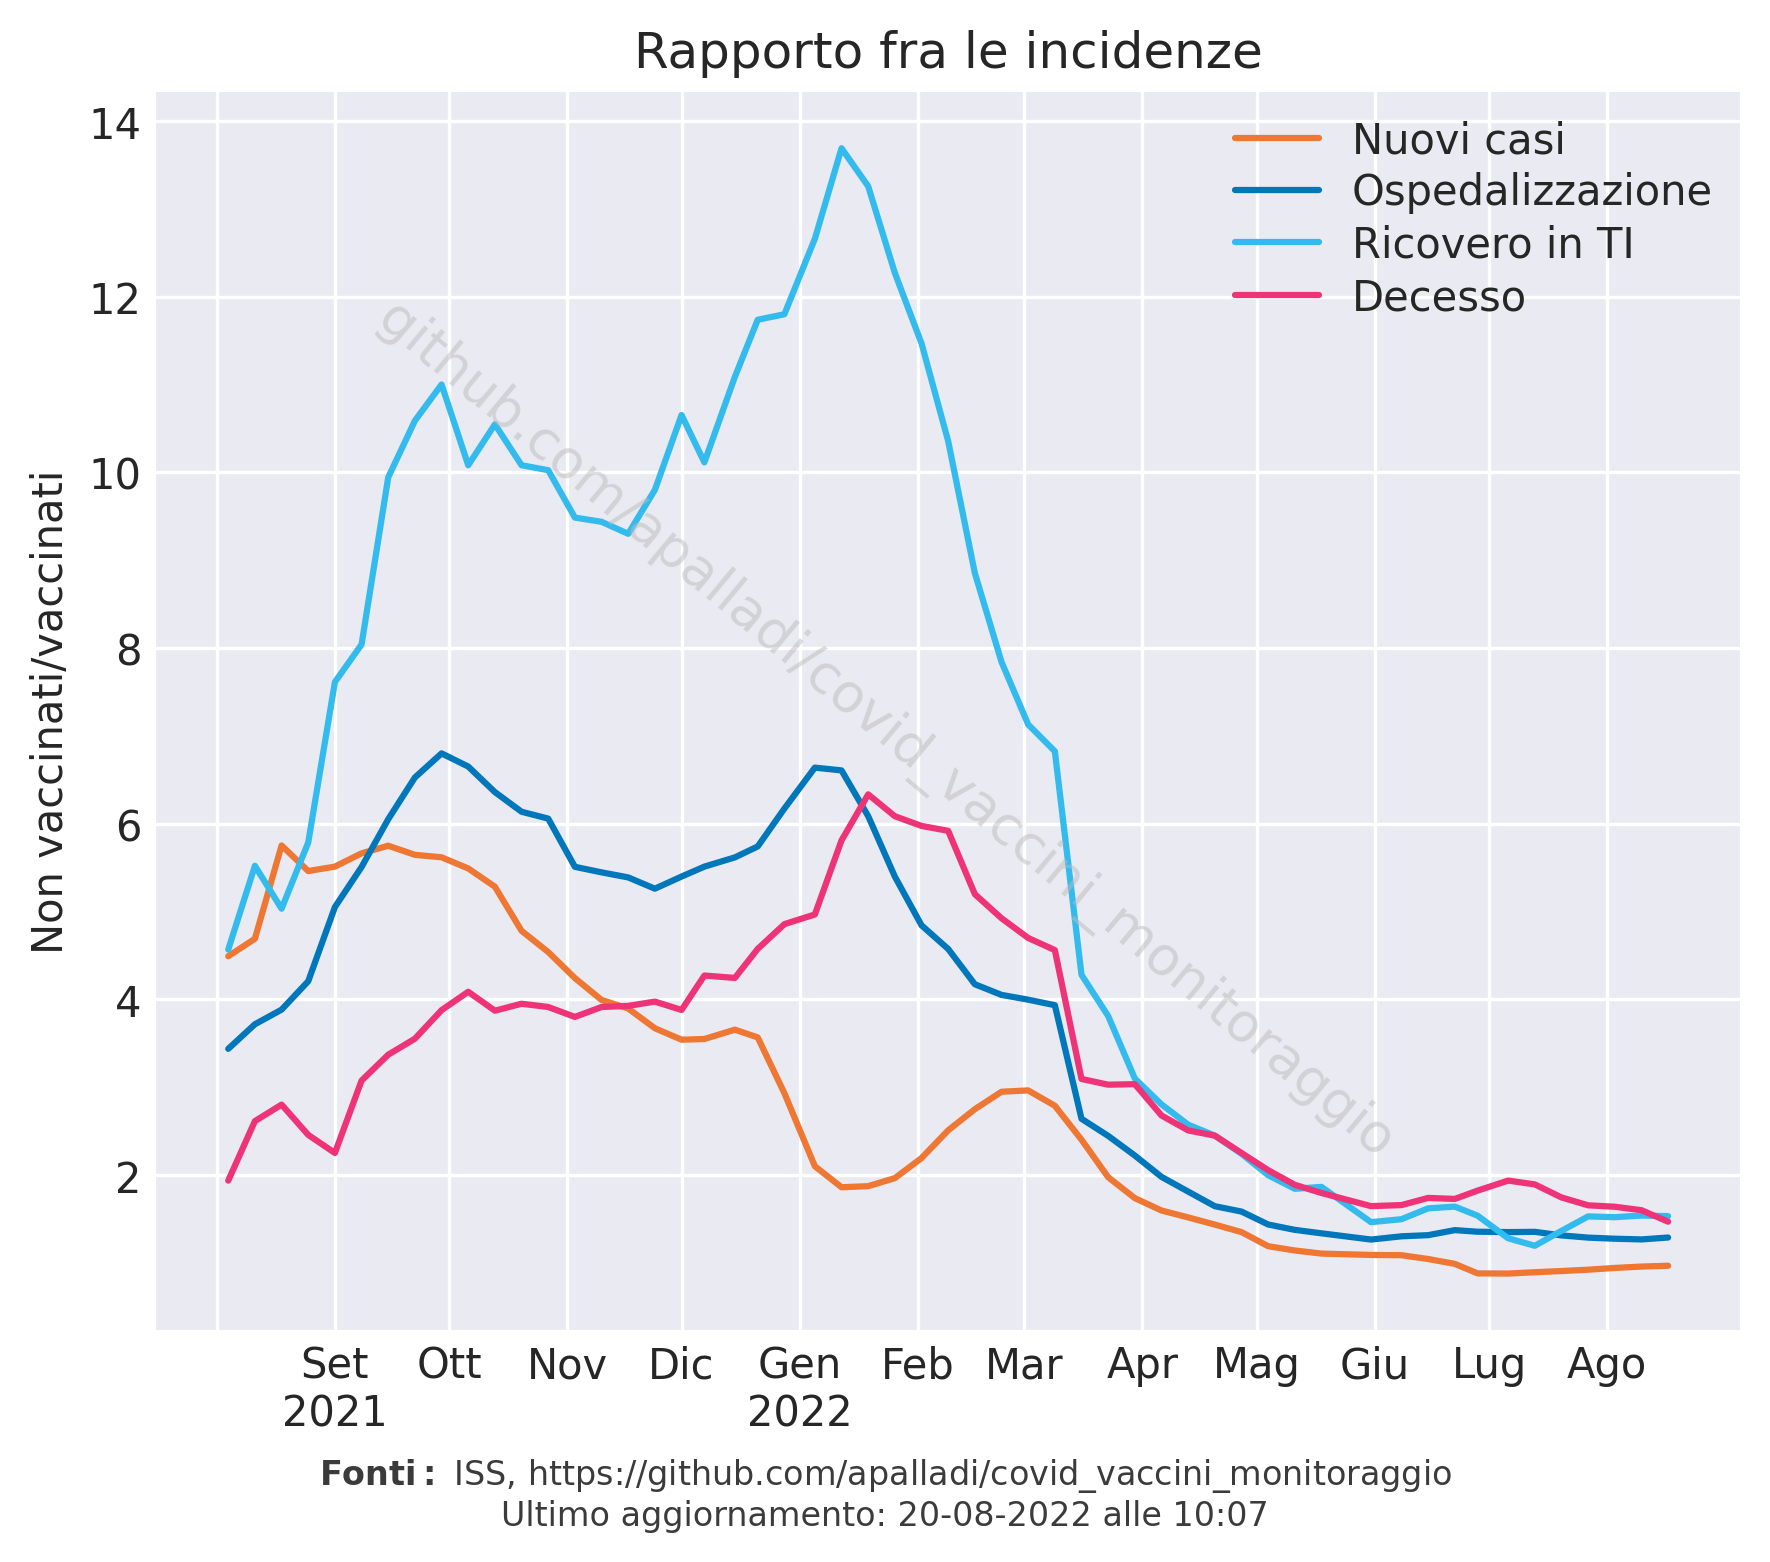 Rapporto fra le incidenze
14
12
10
8
6
4
2
Non vaccinati/vaccinati
Nuovi casi
Ospedalizzazione
Ricovero in TI
Decesso
github.com/apalladi/covid_vaccini_monitoraggio
Set Ott Nov Dic Gen Feb Mar Apr Mag Giu Lug Ago
2021 2022
Fonti: ISS, https://github.com/apalladi/covid_vaccini_monitoraggio
Ultimo aggiornamento: 20-08-2022 alle 10:07